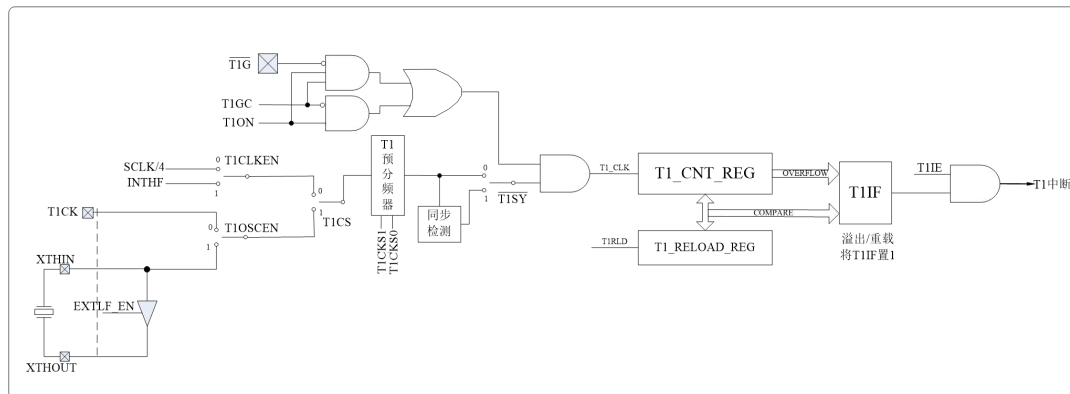 T1G
T1GC
T1ON
SCLK/4
INTHF
0
1
T1CLKEN
T1CK
0
1
T1OSCEN
0
1
T1CS
T1
预
分
频
器
T1CKS1
T1CKS0
同步
检测
0
1
T1SY
T1_CLK
T1_CNT_REG
OVERFLOW
COMPARE
T1RLD
T1_RELOAD_REG
T1IF
溢出/重载
将T1IF置1
T1IE
T1中断
XTHIN
EXTLF_EN
XTHOUT